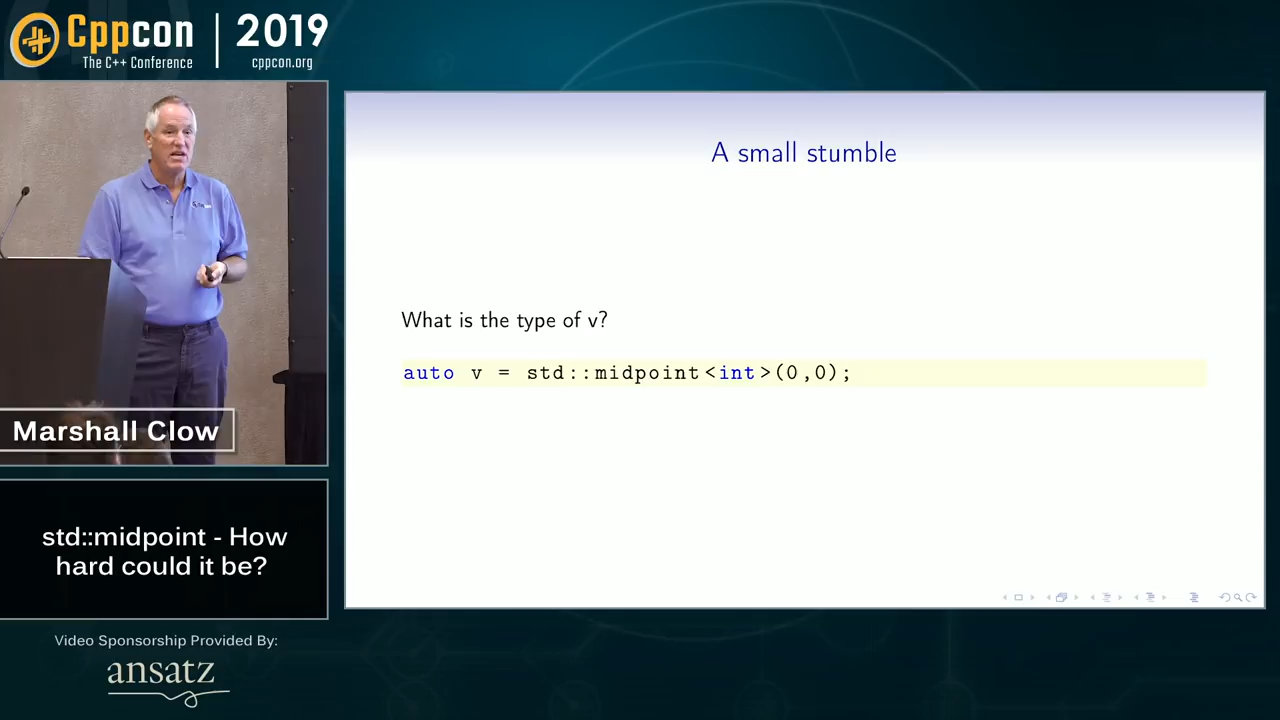 Cppcon | 2019
The C++ Conference cppcon.org
A small stumble
What is the type of v?
auto v = std::midpoint<int>(0,0);
Marshall Clow
std::midpoint - How
hard could it be?
Video Sponsorship Provided By:
ansatz